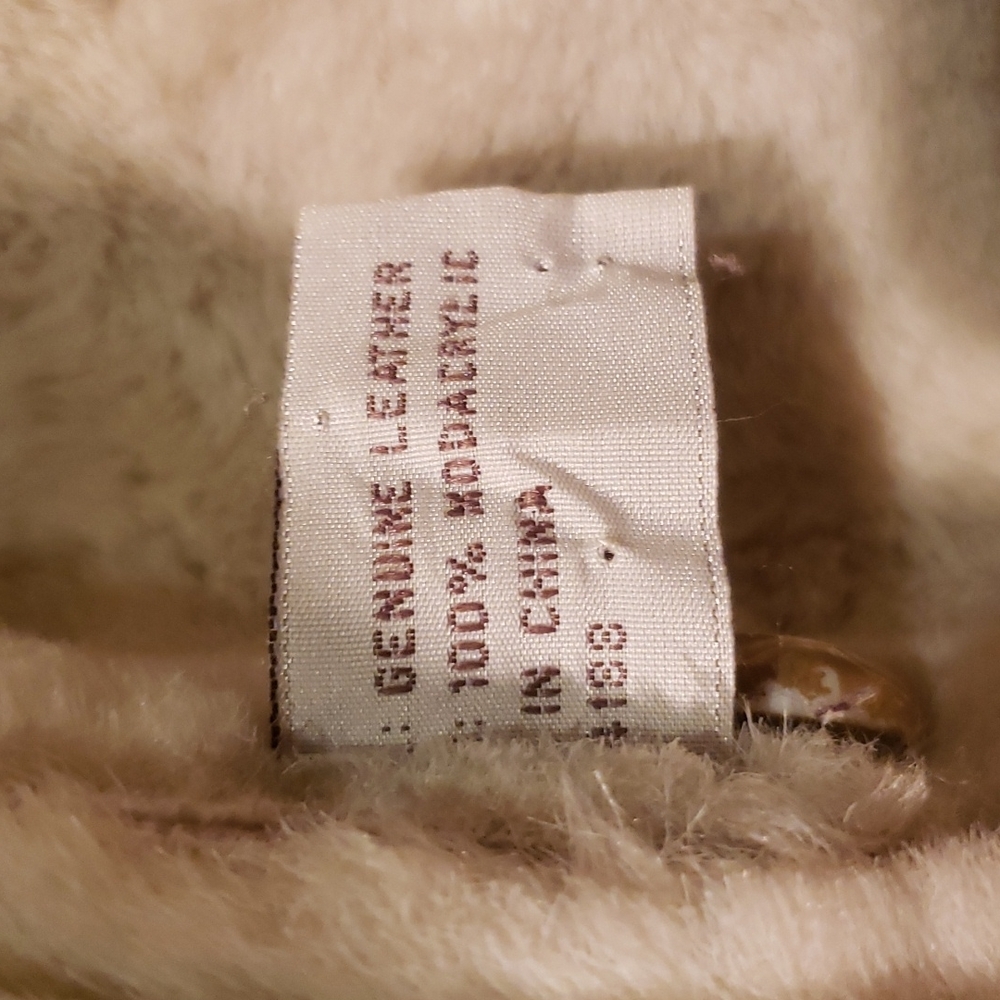 : GENUINE LEATHER
: 100% MODACRYLIC
IN CHINA